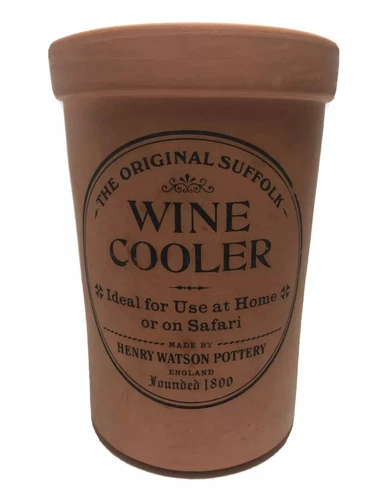 THE ORIGINAL SUFFOLK
WINE
COOLER
Ideal for Use at Home
or on Safari
MADE BY
HENRY WATSON POTTERY
ENGLAND
Founded 1800